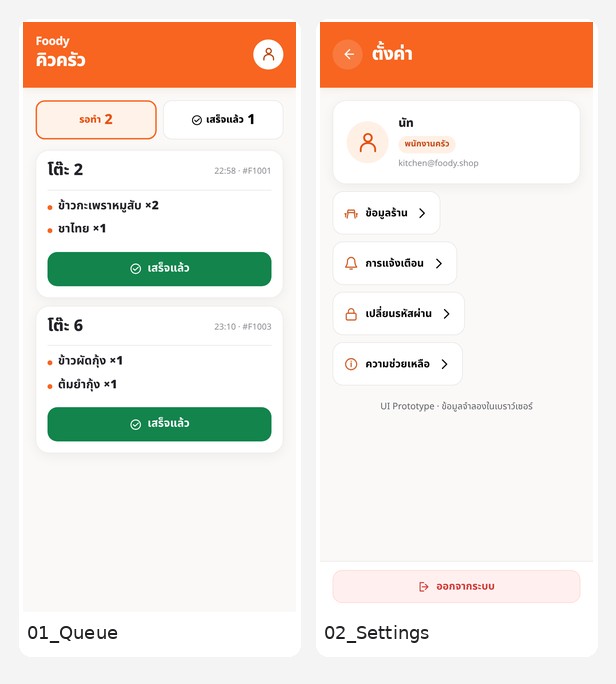 Foody
คิวครัว
รอทำ 2
เสร็จแล้ว 1
โต๊ะ 2
22:58 · #F1001
ข้าวกะเพราหมูสับ ×2
ชาไทย ×1
เสร็จแล้ว
โต๊ะ 6
23:10 · #F1003
ข้าวผัดกุ้ง ×1
ต้มยำกุ้ง ×1
เสร็จแล้ว
01_Queue
ตั้งค่า
นัท
พนักงานครัว
kitchen@foody.shop
ข้อมูลร้าน
การแจ้งเตือน
เปลี่ยนรหัสผ่าน
ความช่วยเหลือ
UI Prototype · ข้อมูลจำลองในเบราว์เซอร์
ออกจากระบบ
02_Settings